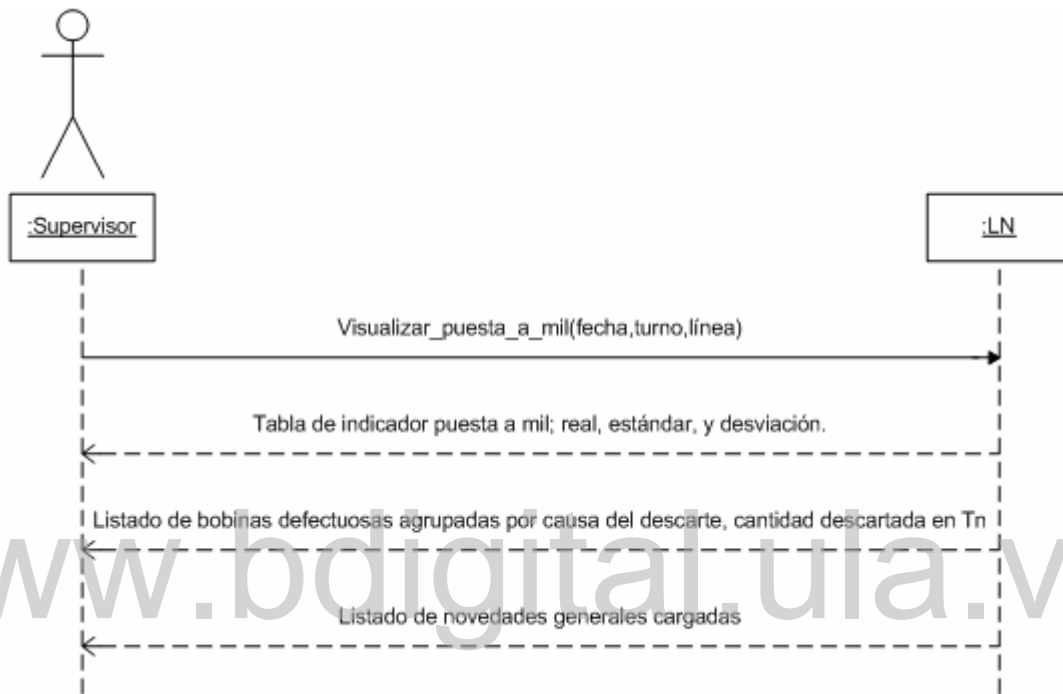 :Supervisor
:LN
Visualizar_puesta_a_mil(fecha,turno,línea)
Tabla de indicador puesta a mil; real, estándar, y desviación.
Listado de bobinas defectuosas agrupadas por causa del descarte, cantidad descartada en Tn
www.bdigital.ula.v
Listado de novedades generales cargadas